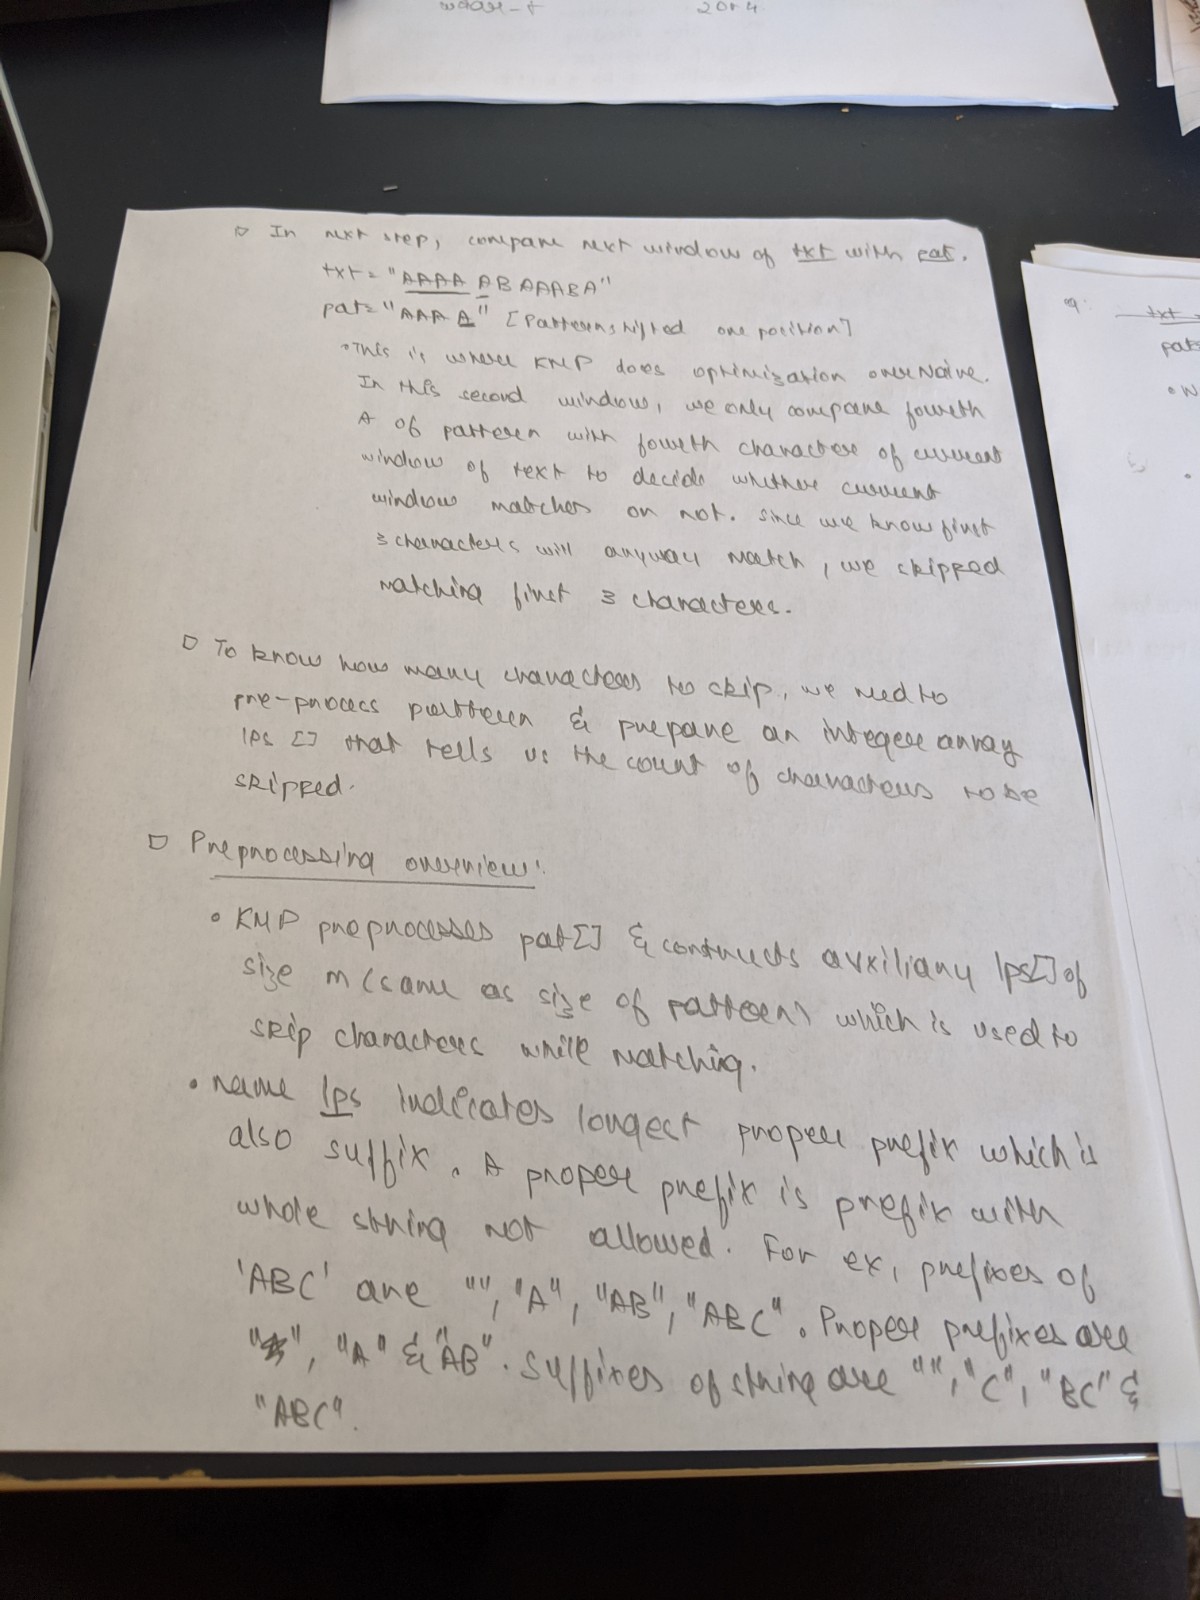 2014
▷ In next step, compare next window of txt with pat.
txt = "AAAA ABAAABA"
pat = "AAAA" [Pattern shifted one position]
• This is where KMP does optimization over Naive.
In this second window, we only compare fourth
A of pattern with fourth character of current
window of text to decide whether current
window matches or not. Since we know first
3 characters will anyway match, we skipped
matching first 3 characters.
▷ To know how many characters to skip, we need to
pre-process pattern & prepare an integer array
lps [] that tells us the count of characters to be
skipped.
▷ Preprocessing overview:
• KMP preprocesses pat[] & contructs auxiliary lps[] of
size m (same as size of pattern) which is used to
skip characters while matching.
• name lps indicates longest proper prefix which is
also suffix. A proper prefix is prefix with
whole string not allowed. For ex, prefixes of
'ABC' are "", "A", "AB", "ABC". Proper prefixes are
"", "A" & "AB". Suffixes of string are "", "C", "BC" &
"ABC".
txt
pat